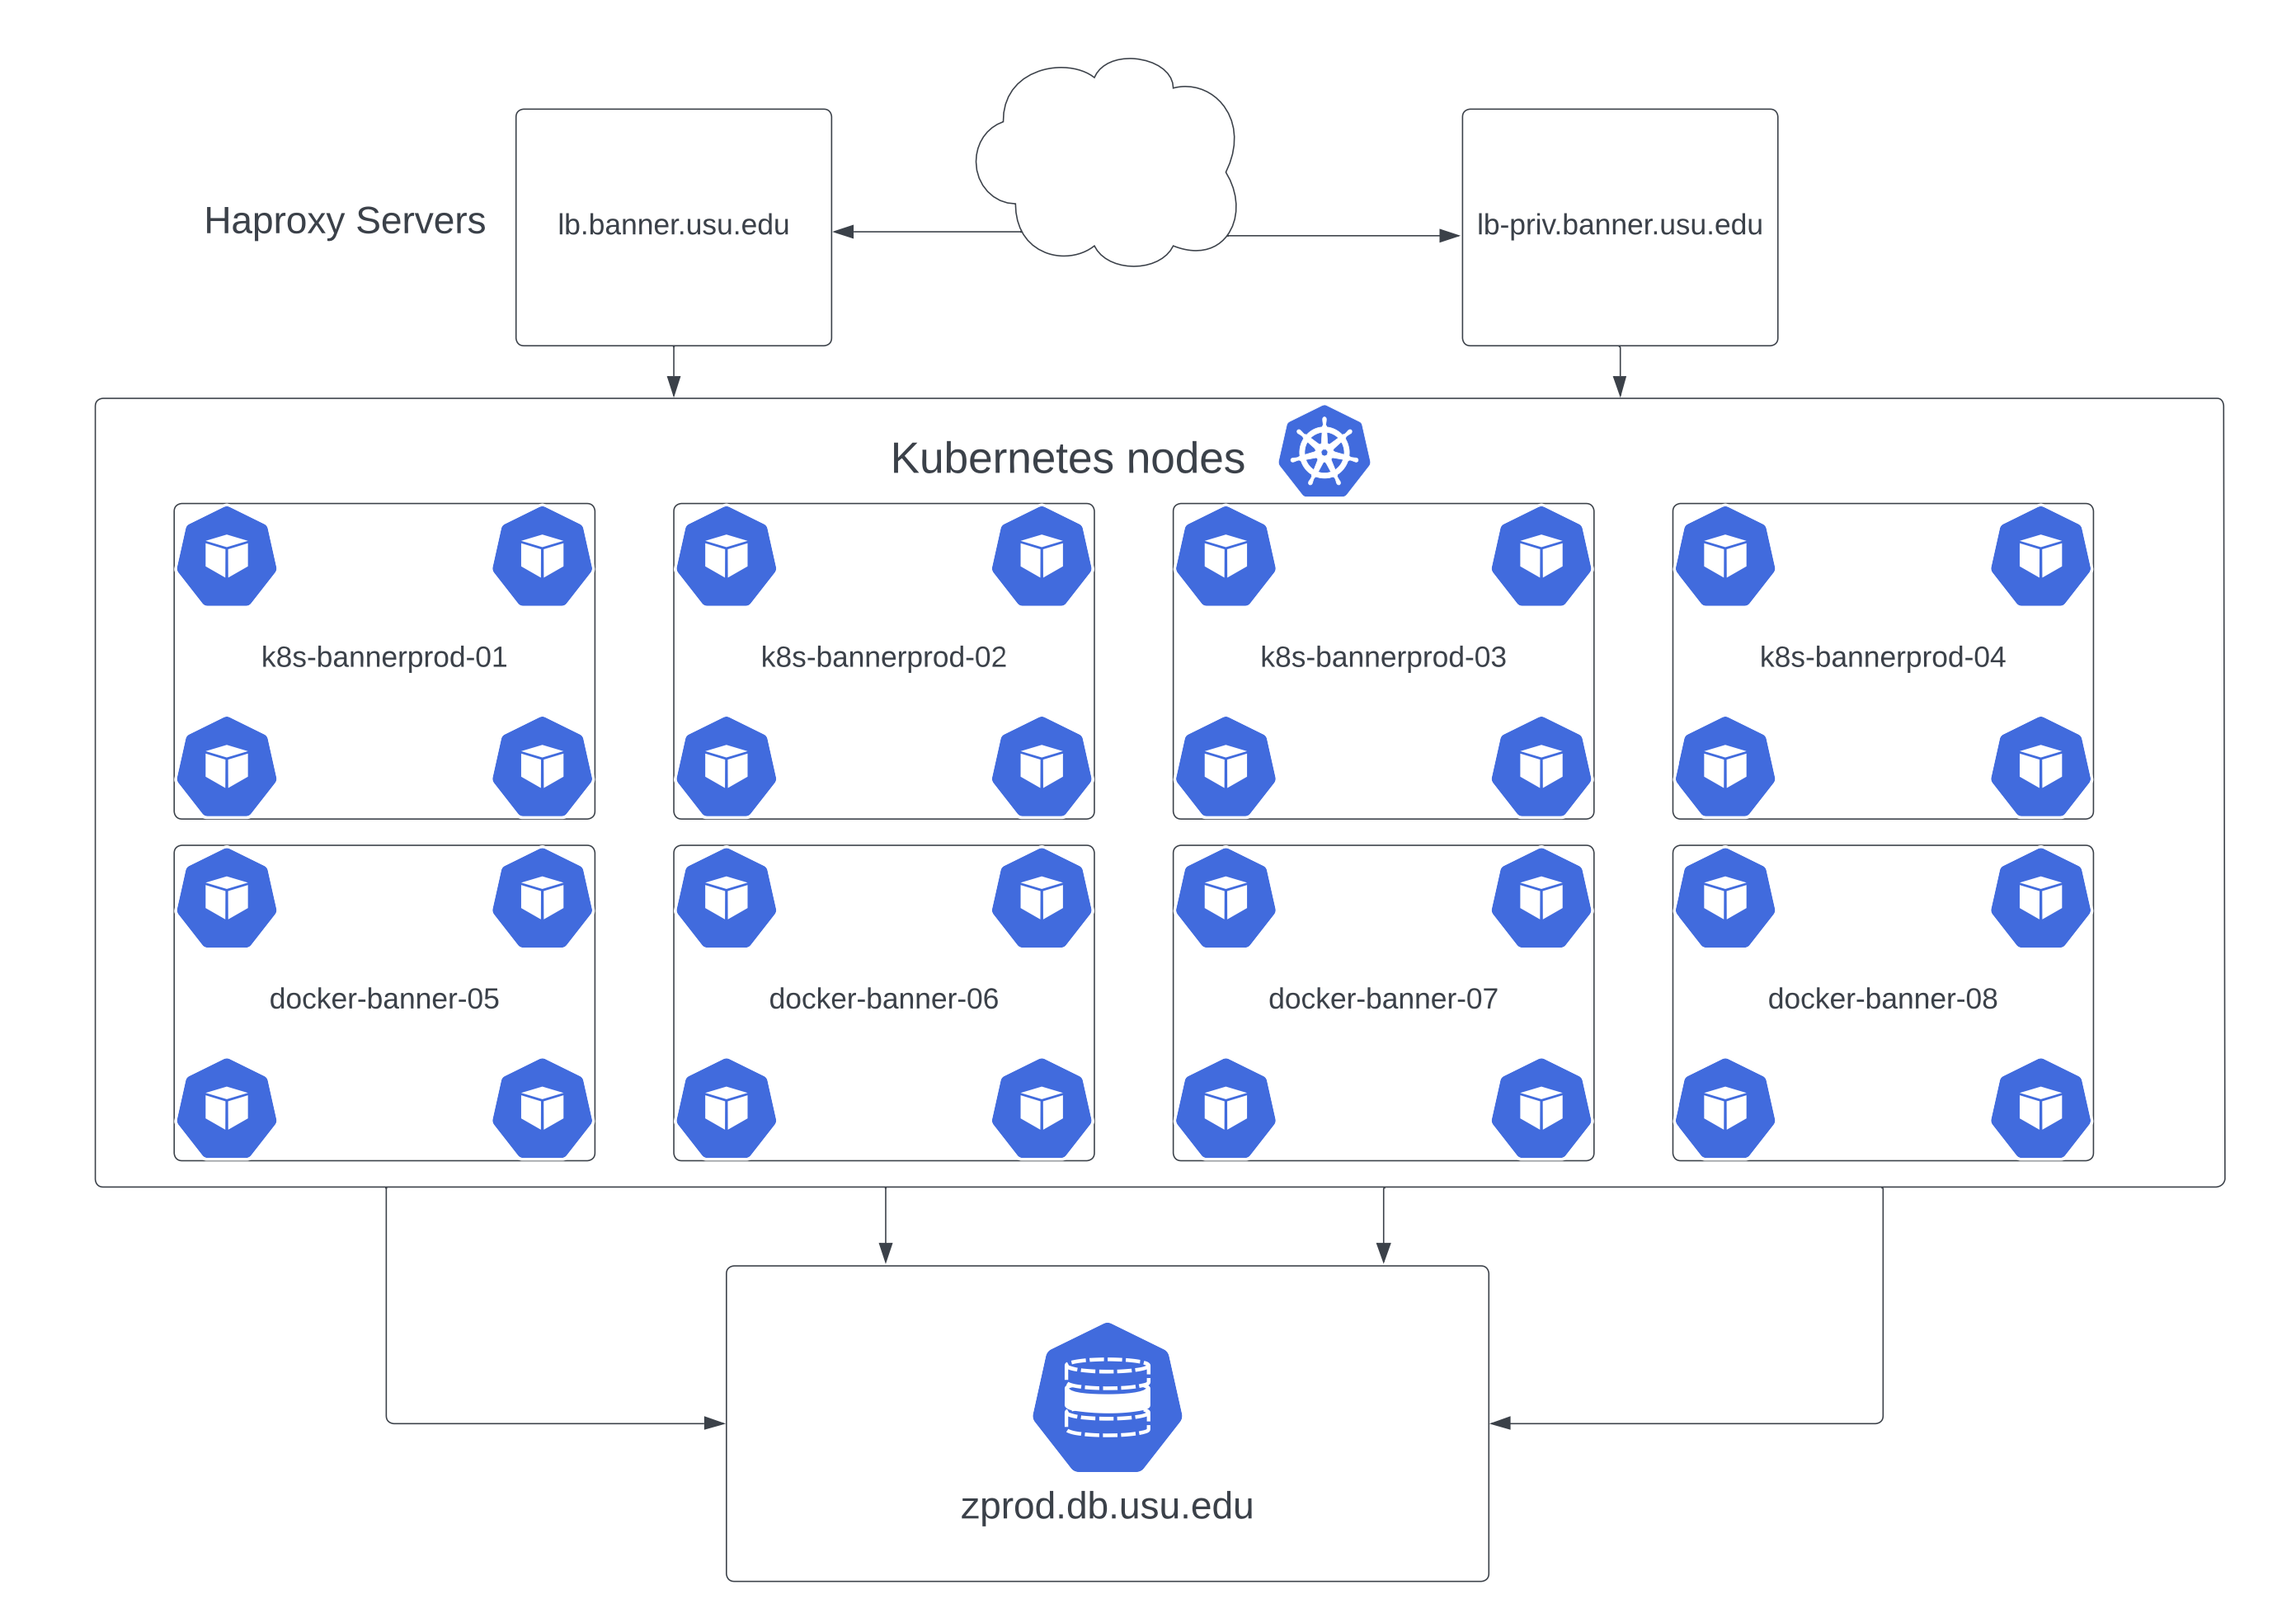 Haproxy Servers
lb.banner.usu.edu
lb-priv.banner.usu.edu
Kubernetes nodes
k8s-bannerprod-01
k8s-bannerprod-02
k8s-bannerprod-03
k8s-bannerprod-04
docker-banner-05
docker-banner-06
docker-banner-07
docker-banner-08
zprod.db.usu.edu